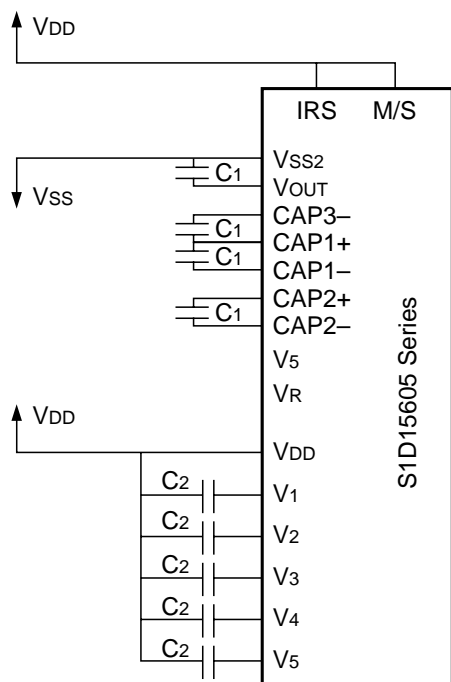 VDD
IRS M/S
VSS2
C1
VSS
VOUT
CAP3–
C1
CAP1+
C1
CAP1–
CAP2+
C1
CAP2–
V5
VR
S1D15605 Series
VDD
VDD
C2
V1
C2
V2
C2
V3
C2
V4
C2
V5